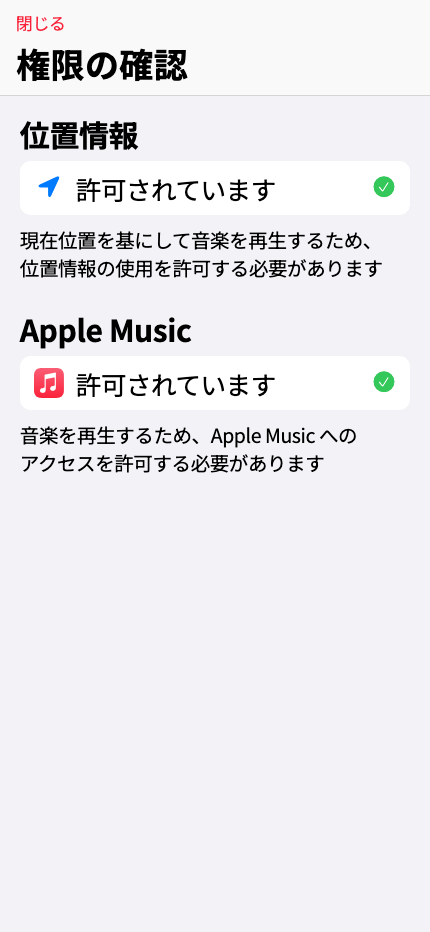 閉じる
権限の確認
位置情報
許可されています
現在位置を基にして音楽を再生するため、
位置情報の使用を許可する必要があります
Apple Music
許可されています
音楽を再生するため、Apple Music への
アクセスを許可する必要があります